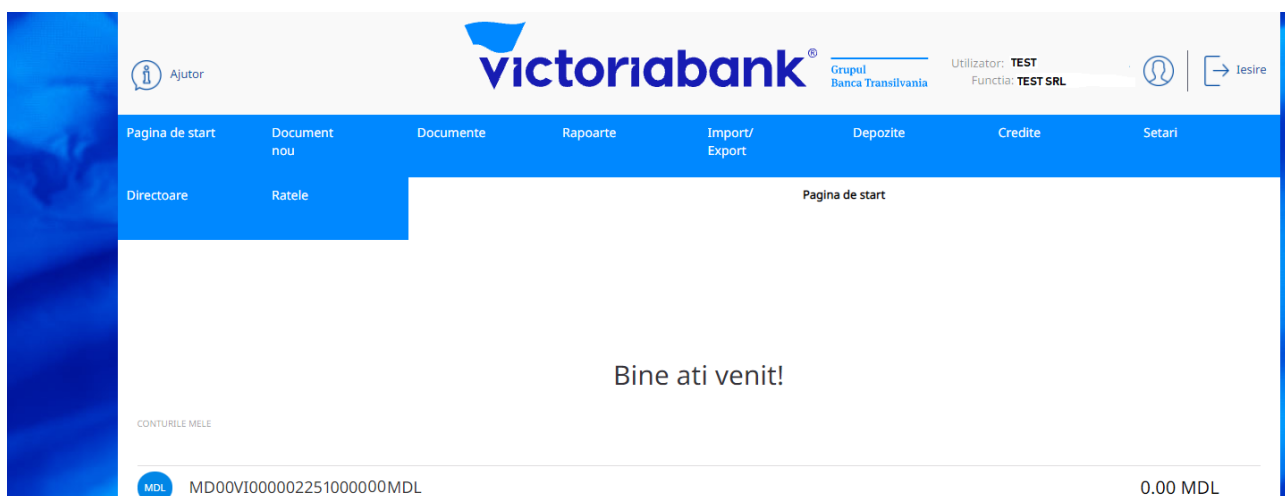 Ajutor
victoriabank®
Grupul
Banca Transilvania
Utilizator: TEST
Functia: TEST SRL
Iesire
Pagina de start
Document
nou
Documente
Rapoarte
Import/
Export
Depozite
Credite
Setari
Directoare
Ratele
Pagina de start
Bine ati venit!
CONTURILE MELE
MDL MD00VI000002251000000MDL 0.00 MDL